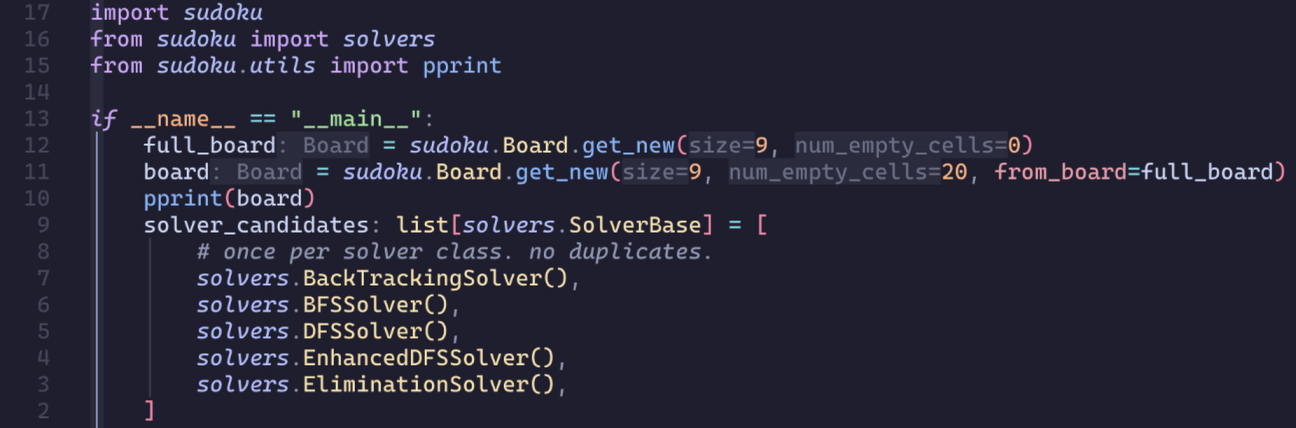 17 import sudoku
16 from sudoku import solvers
15 from sudoku.utils import pprint
14
13 if __name__ == "__main__":
12     full_board: Board = sudoku.Board.get_new(size=9, num_empty_cells=0)
11     board: Board = sudoku.Board.get_new(size=9, num_empty_cells=20, from_board=full_board)
10     pprint(board)
9     solver_candidates: list[solvers.SolverBase] = [
8         # once per solver class. no duplicates.
7         solvers.BackTrackingSolver(),
6         solvers.BFSSolver(),
5         solvers.DFSSolver(),
4         solvers.EnhancedDFSSolver(),
3         solvers.EliminationSolver(),
2     ]